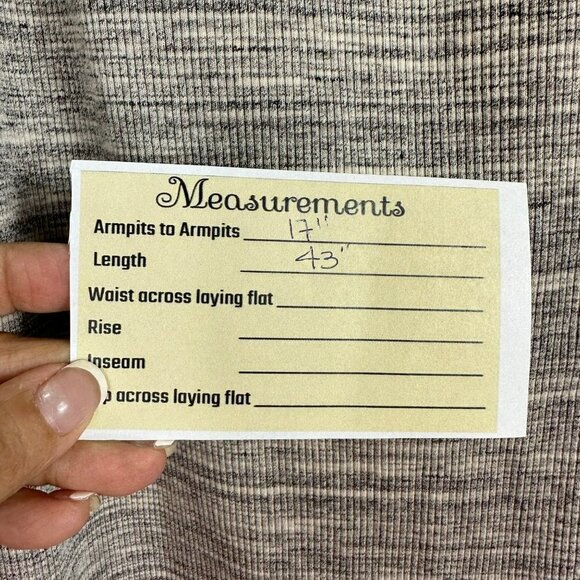 Measurements
Armpits to Armpits 17"
Length 43"
Waist across laying flat
Rise
Inseam
p across laying flat